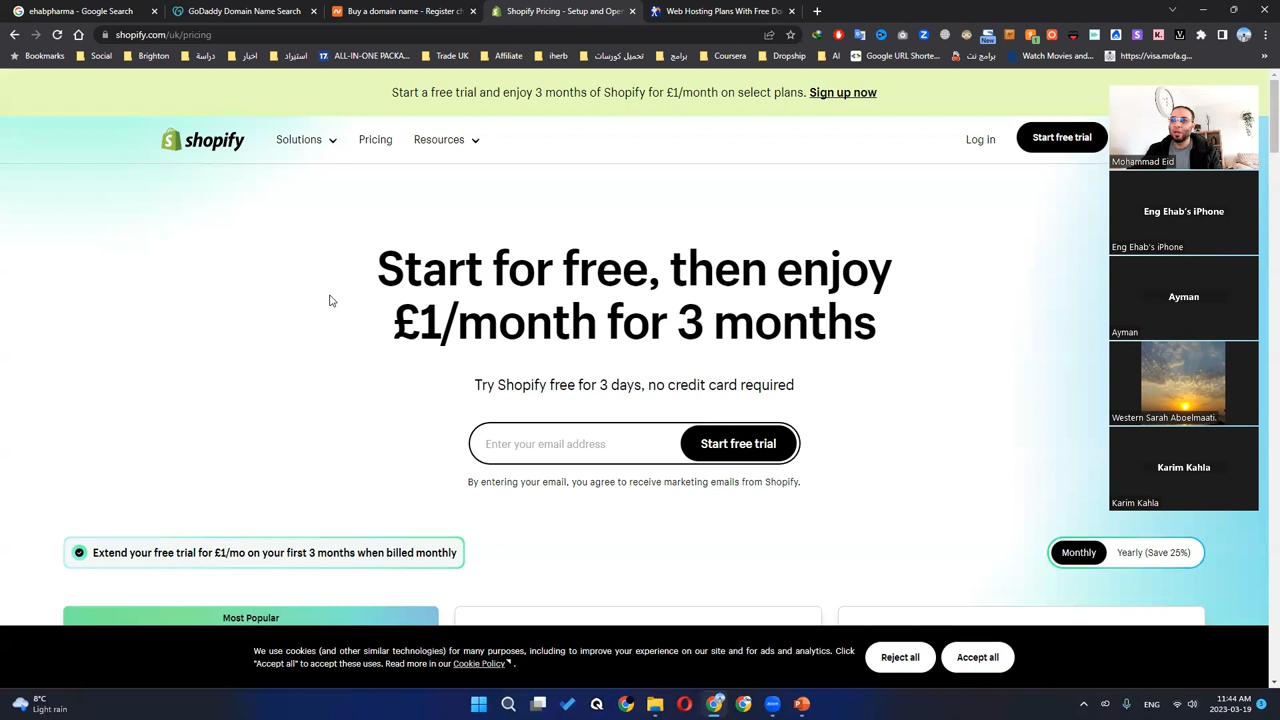 ehabpharma - Google Search
GoDaddy Domain Name Search
Buy a domain name - Register ch
Shopify Pricing - Setup and Oper
Web Hosting Plans With Free Do
shopify.com/uk/pricing
Bookmarks
Social
Brighton
دراسة
اخبار
استيراد
ALL-IN-ONE PACKA...
Trade UK
Affiliate
iherb
تحميل كورسات
برامج
Coursera
Dropship
AI
Google URL Shorten...
برامج نت
Watch Movies and...
https://visa.mofa.g...
Start a free trial and enjoy 3 months of Shopify for £1/month on select plans. Sign up now
shopify
Solutions
Pricing
Resources
Log in
Start free trial
Start for free, then enjoy
£1/month for 3 months
Try Shopify free for 3 days, no credit card required
Enter your email address
Start free trial
By entering your email, you agree to receive marketing emails from Shopify.
Extend your free trial for £1/mo on your first 3 months when billed monthly
Monthly
Yearly (Save 25%)
Most Popular
We use cookies (and other similar technologies) for many purposes, including to improve your experience on our site and for ads and analytics. Click
"Accept all" to accept these uses. Read more in our Cookie Policy.
Reject all
Accept all
Mohammad Eid
Eng Ehab's iPhone
Eng Ehab's iPhone
Ayman
Ayman
Western Sarah Aboelmaati.
Karim Kahla
Karim Kahla
8°C
Light rain
ENG
11:44 AM
2023-03-19